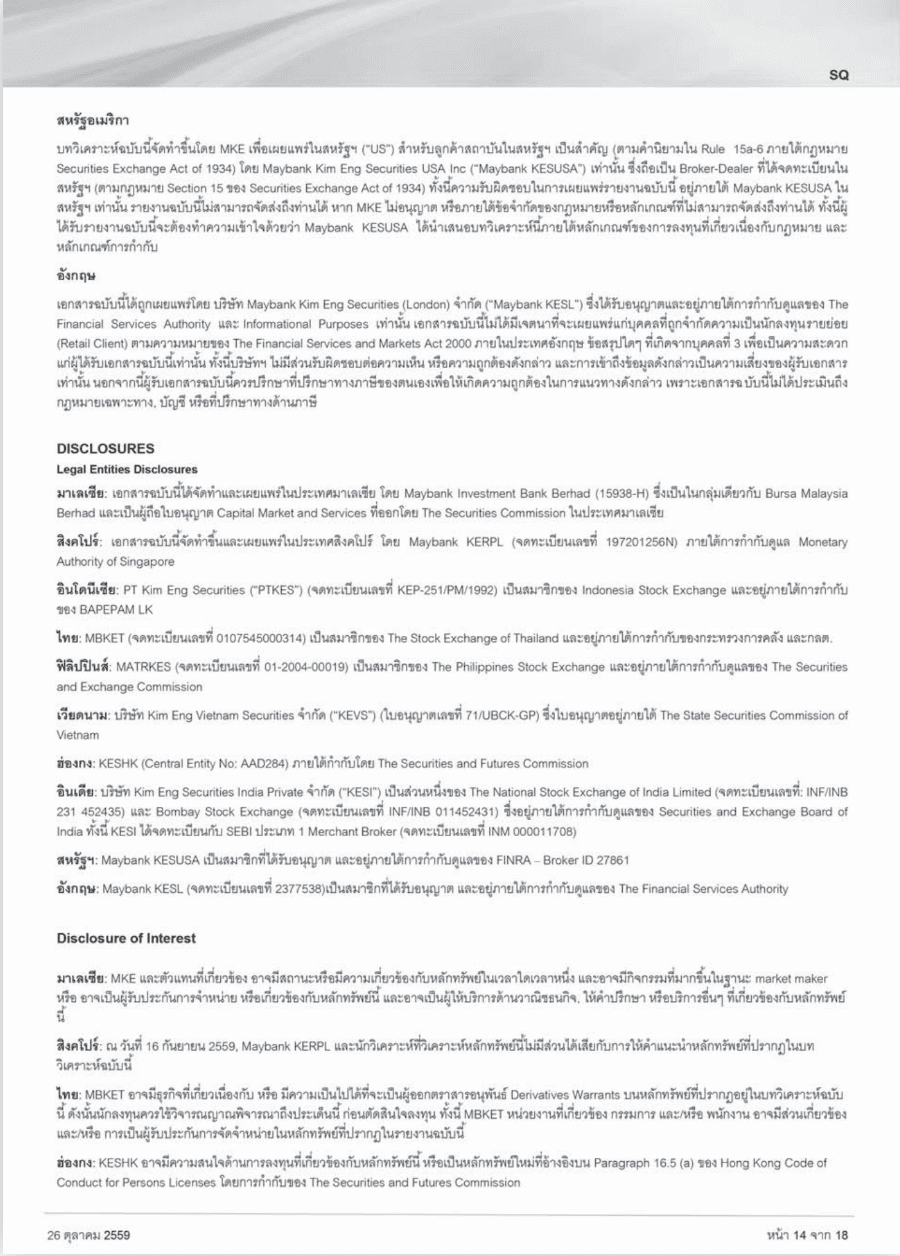 SQ
สหรัฐอเมริกา
บทวิเคราะห์ฉบับนี้จัดทำขึ้นโดย MKE เพื่อเผยแพร่ในสหรัฐฯ ("US") สำหรับลูกค้าสถาบันในสหรัฐฯ เป็นสำคัญ (ตามคำนิยามใน Rule 15a-6 ภายใต้กฎหมาย
Securities Exchange Act of 1934) โดย Maybank Kim Eng Securities USA Inc ("Maybank KESUSA") เท่านั้น ซึ่งถือเป็น Broker-Dealer ที่ได้จดทะเบียนใน
สหรัฐฯ (ตามกฎหมาย Section 15 ของ Securities Exchange Act of 1934) ทั้งนี้ความรับผิดชอบในการเผยแพร่รายงานฉบับนี้ อยู่ภายใต้ Maybank KESUSA ใน
สหรัฐฯ เท่านั้น รายงานฉบับนี้ไม่สามารถจัดส่งถึงท่านได้ หาก MKE ไม่อนุญาต หรือภายใต้ข้อจำกัดของกฎหมายหรือหลักเกณฑ์ที่ไม่สามารถจัดส่งถึงท่านได้ ทั้งนี้ผู้
ได้รับรายงานฉบับนี้จะต้องทำความเข้าใจด้วยว่า Maybank KESUSA ได้นำเสนอบทวิเคราะห์นี้ภายใต้หลักเกณฑ์ของการลงทุนที่เกี่ยวเนื่องกับกฎหมาย และ
หลักเกณฑ์การกำกับ
อังกฤษ
เอกสารฉบับนี้ได้ถูกเผยแพร่โดย บริษัท Maybank Kim Eng Securities (London) จำกัด ("Maybank KESL") ซึ่งได้รับอนุญาตและอยู่ภายใต้การกำกับดูแลของ The
Financial Services Authority และ Informational Purposes เท่านั้น เอกสารฉบับนี้ไม่ได้มีเจตนาที่จะเผยแพร่แก่บุคคลที่ถูกจำกัดความเป็นนักลงทุนรายย่อย
(Retail Client) ตามความหมายของ The Financial Services and Markets Act 2000 ภายในประเทศอังกฤษ ข้อสรุปใดๆ ที่เกิดจากบุคคลที่ 3 เพื่อเป็นความสะดวก
แก่ผู้ได้รับเอกสารฉบับนี้เท่านั้น ทั้งนี้บริษัทฯ ไม่มีส่วนรับผิดชอบต่อความเห็น หรือความถูกต้องดังกล่าว และการเข้าถึงข้อมูลดังกล่าวเป็นความเสี่ยงของผู้รับเอกสาร
เท่านั้น นอกจากนี้ผู้รับเอกสารฉบับนี้ควรปรึกษาที่ปรึกษาทางภาษีของตนเองเพื่อให้เกิดความถูกต้องในการแนวทางดังกล่าว เพราะเอกสารฉบับนี้ไม่ได้ประเมินถึง
กฎหมายเฉพาะทาง, บัญชี หรือที่ปรึกษาทางด้านภาษี
DISCLOSURES
Legal Entities Disclosures
มาเลเซีย: เอกสารฉบับนี้ได้จัดทำและเผยแพร่ในประเทศมาเลเซีย โดย Maybank Investment Bank Berhad (15938-H) ซึ่งเป็นในกลุ่มเดียวกับ Bursa Malaysia
Berhad และเป็นผู้ถือใบอนุญาต Capital Market and Services ที่ออกโดย The Securities Commission ในประเทศมาเลเซีย
สิงคโปร์: เอกสารฉบับนี้จัดทำขึ้นและเผยแพร่ในประเทศสิงคโปร์ โดย Maybank KERPL (จดทะเบียนเลขที่ 197201256N) ภายใต้การกำกับดูแล Monetary
Authority of Singapore
อินโดนีเซีย: PT Kim Eng Securities ("PTKES") (จดทะเบียนเลขที่ KEP-251/PM/1992) เป็นสมาชิกของ Indonesia Stock Exchange และอยู่ภายใต้การกำกับ
ของ BAPEPAM LK
ไทย: MBKET (จดทะเบียนเลขที่ 0107545000314) เป็นสมาชิกของ The Stock Exchange of Thailand และอยู่ภายใต้การกำกับของกระทรวงการคลัง และกลต.
ฟิลิปปินส์: MATRKES (จดทะเบียนเลขที่ 01-2004-00019) เป็นสมาชิกของ The Philippines Stock Exchange และอยู่ภายใต้การกำกับดูแลของ The Securities
and Exchange Commission
เวียดนาม: บริษัท Kim Eng Vietnam Securities จำกัด ("KEVS") (ใบอนุญาตเลขที่ 71/UBCK-GP) ซึ่งใบอนุญาตอยู่ภายใต้ The State Securities Commission of
Vietnam
ฮ่องกง: KESHK (Central Entity No: AAD284) ภายใต้กำกับโดย The Securities and Futures Commission
อินเดีย: บริษัท Kim Eng Securities India Private จำกัด ("KESI") เป็นส่วนหนึ่งของ The National Stock Exchange of India Limited (จดทะเบียนเลขที่: INF/INB
231 452435) และ Bombay Stock Exchange (จดทะเบียนเลขที่ INF/INB 011452431) ซึ่งอยู่ภายใต้การกำกับดูแลของ Securities and Exchange Board of
India ทั้งนี้ KESI ได้จดทะเบียนกับ SEBI ประเภท 1 Merchant Broker (จดทะเบียนเลขที่ INM 000011708)
สหรัฐฯ: Maybank KESUSA เป็นสมาชิกที่ได้รับอนุญาต และอยู่ภายใต้การกำกับดูแลของ FINRA – Broker ID 27861
อังกฤษ: Maybank KESL (จดทะเบียนเลขที่ 2377538)เป็นสมาชิกที่ได้รับอนุญาต และอยู่ภายใต้การกำกับดูแลของ The Financial Services Authority
Disclosure of Interest
มาเลเซีย: MKE และตัวแทนที่เกี่ยวข้อง อาจมีสถานะหรือมีความเกี่ยวข้องกับหลักทรัพย์ในเวลาใดเวลาหนึ่ง และอาจมีกิจกรรมที่มากขึ้นในฐานะ market maker
หรือ อาจเป็นผู้รับประกันการจำหน่าย หรือเกี่ยวข้องกับหลักทรัพย์นี้ และอาจเป็นผู้ให้บริการด้านวาณิชธนกิจ, ให้คำปรึกษา หรือบริการอื่นๆ ที่เกี่ยวข้องกับหลักทรัพย์
นี้
สิงคโปร์: ณ วันที่ 16 กันยายน 2559, Maybank KERPL และนักวิเคราะห์ที่วิเคราะห์หลักทรัพย์นี้ไม่มีส่วนได้เสียกับการให้คำแนะนำหลักทรัพย์ที่ปรากฏในบท
วิเคราะห์ฉบับนี้
ไทย: MBKET อาจมีธุรกิจที่เกี่ยวเนื่องกับ หรือ มีความเป็นไปได้ที่จะเป็นผู้ออกตราสารอนุพันธ์ Derivatives Warrants บนหลักทรัพย์ที่ปรากฏอยู่ในบทวิเคราะห์ฉบับ
นี้ ดังนั้นนักลงทุนควรใช้วิจารณญาณพิจารณาถึงประเด็นนี้ ก่อนตัดสินใจลงทุน ทั้งนี้ MBKET หน่วยงานที่เกี่ยวข้อง กรรมการ และ/หรือ พนักงาน อาจมีส่วนเกี่ยวข้อง
และ/หรือ การเป็นผู้รับประกันการจัดจำหน่ายในหลักทรัพย์ที่ปรากฏในรายงานฉบับนี้
ฮ่องกง: KESHK อาจมีความสนใจด้านการลงทุนที่เกี่ยวข้องกับหลักทรัพย์นี้ หรือเป็นหลักทรัพย์ใหม่ที่อ้างอิงบน Paragraph 16.5 (a) ของ Hong Kong Code of
Conduct for Persons Licenses โดยการกำกับของ The Securities and Futures Commission
26 ตุลาคม 2559
หน้า 14 จาก 18